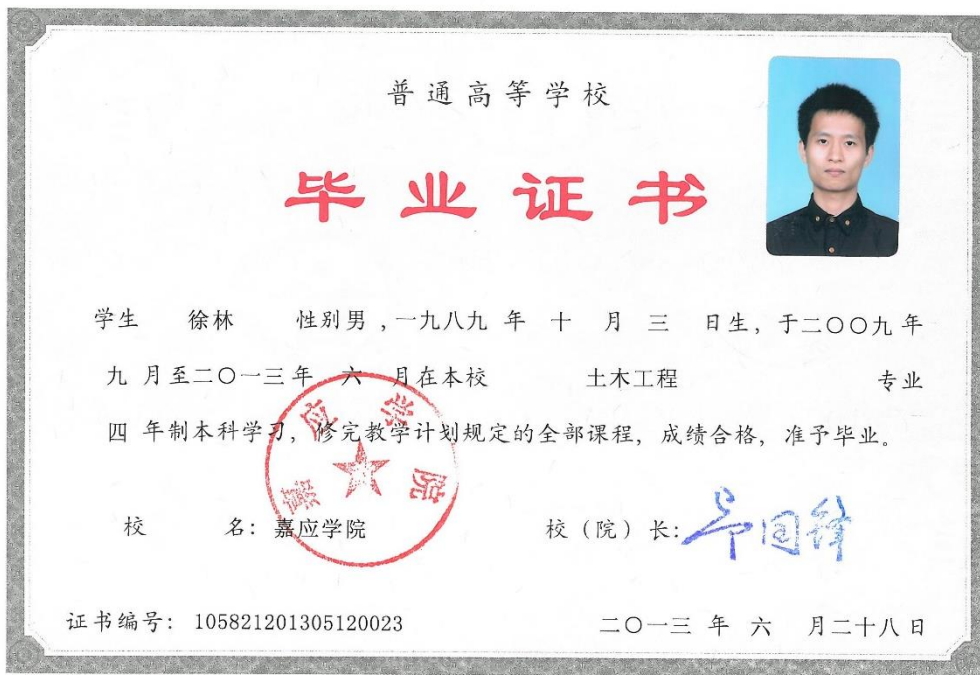 普通高等学校
毕业证书
学生 徐林 性别男,一九八九 年 十 月 三 日生, 于二〇〇九 年
九 月至二〇一三 年 六 月在本校 土木工程 专业
四 年制本科学习, 修完教学计划规定的全部课程, 成绩合格, 准予毕业。
嘉应学院
校 名: 嘉应学院 校(院)长:
证书编号: 105821201305120023 二〇一三 年 六 月二十八日